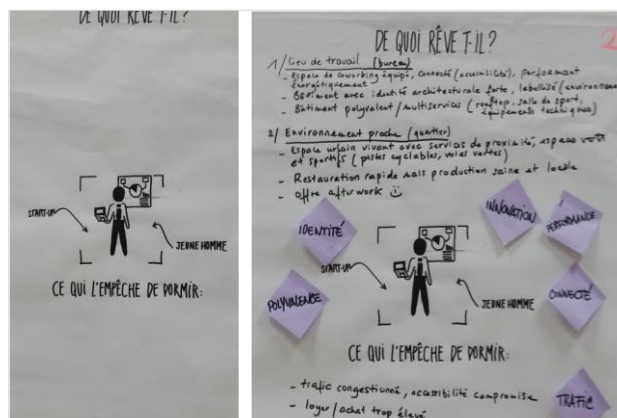 DE QUOI RÊVE T-IL?
START-UP
JEUNE HOMME
CE QUI L'EMPÊCHE DE DORMIR:
DE QUOI RÊVE T-IL?
2
1/ Lieu de travail (bureau)
- Espace de coworking équipé, connecté (accessibilité), performant
énergétiquement
- Bâtiment avec identité architecturale forte, labellisé (environnem
- Bâtiment polyvalent/multiservices (rooftop, salle de sport,
équipements techniques)
2/ Environnement proche (quartier)
- Espace urbain vivant avec services de proximité, espaces verts
et sportifs (pistes cyclables, voies vertes)
- Restauration rapide mais production saine et locale
- Offre afterwork
IDENTITÉ
INNOVATION
PERFORMANCE
START-UP
JEUNE HOMME
POLYVALENCE
CONNECTÉ
CE QUI L'EMPÊCHE DE DORMIR:
- trafic congestionné, accessibilité compromise
- loyer/achat trop élevé
TRAFIC